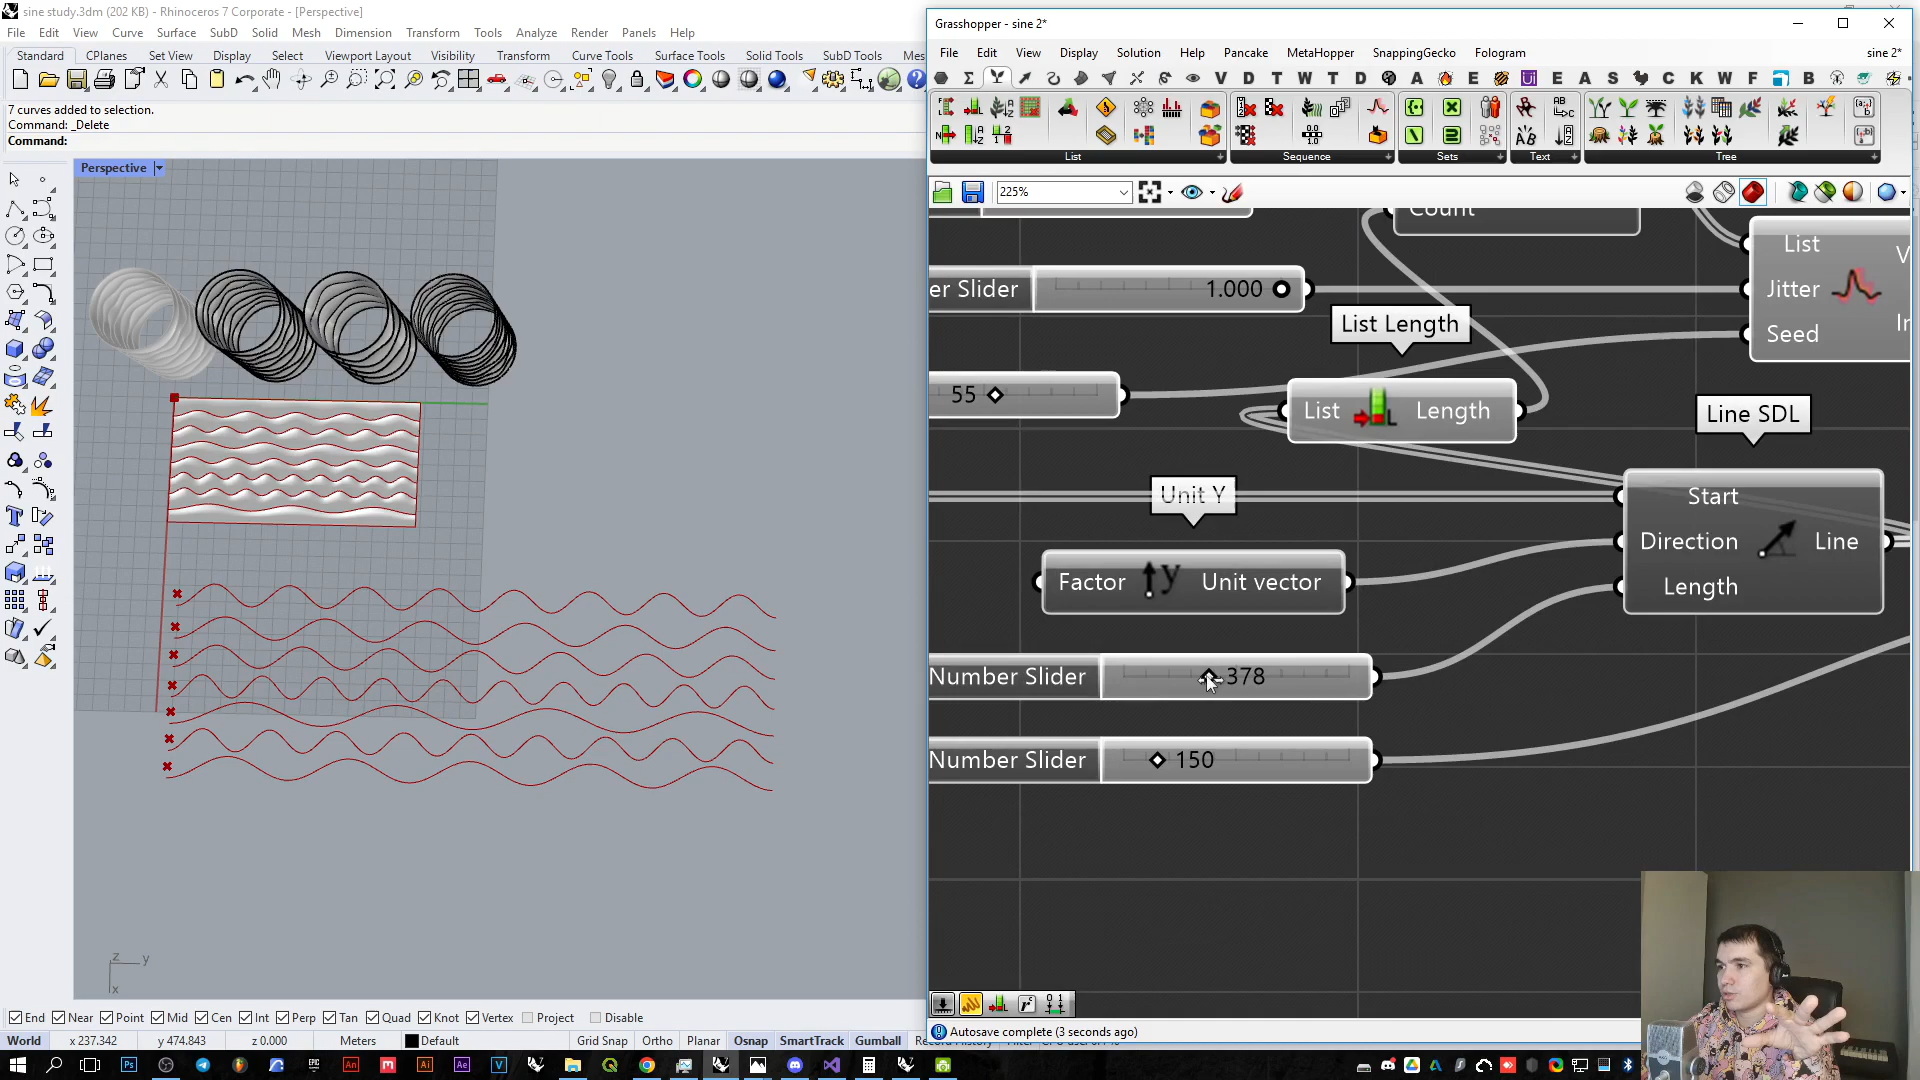 sine study.3dm (202 KB) - Rhinoceros 7 Corporate - [Perspective]
File Edit View Curve Surface SubD Solid Mesh Dimension Transform Tools Analyze Render Panels Help
Standard CPlanes Set View Display Select Viewport Layout Visibility Transform Curve Tools Surface Tools Solid Tools SubD Tools Mes
7 curves added to selection.
Command: _Delete
Command:
Perspective
z y
x
End Near Point Mid Cen Int Perp Tan Quad Knot Vertex Project Disable
World x 237.342 y 474.843 z 0.000 Meters Default Grid Snap Ortho Planar Osnap SmartTrack Gumball
Grasshopper - sine 2*
File Edit View Display Solution Help Pancake MetaHopper SnappingGecko Fologram sine 2*
List Sequence Sets Text Tree
225%
Count
List
Jitter
Seed
er Slider 1.000
List Length
55
List Length
Line SDL
Unit Y
Start
Direction Line
Length
Factor Unit vector
Number Slider 378
Number Slider 150
Autosave complete (3 seconds ago)